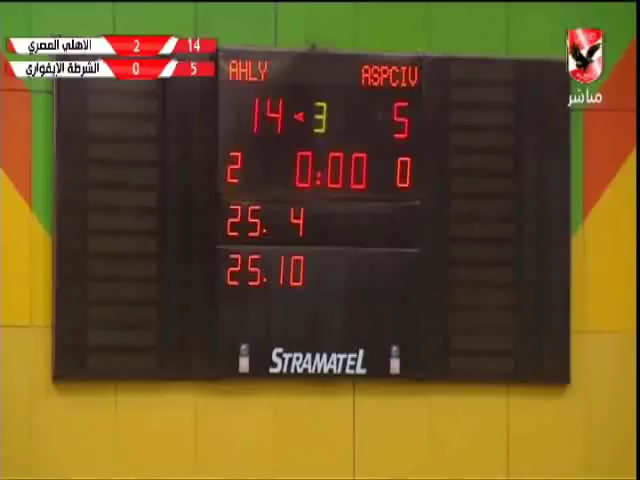 الاهلي المصري 2 14
الشرطة الإيفواري 0 5
مباشر
AHLY ASPCIV
14 < 3 5
2 0:00 0
25. 4
25.10
STRAMATEL